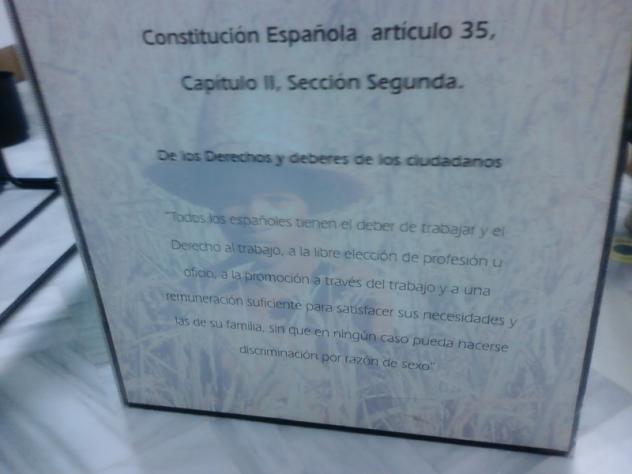 Constitución Española artículo 35,
Capítulo II, Sección Segunda.
De los Derechos y deberes de los ciudadanos
"Todos los españoles tienen el deber de trabajar y el
Derecho al trabajo, a la libre elección de profesión u
oficio, a la promoción a través del trabajo y a una
remuneración suficiente para satisfacer sus necesidades y
las de su familia, sin que en ningún caso pueda hacerse
discriminación por razón de sexo"